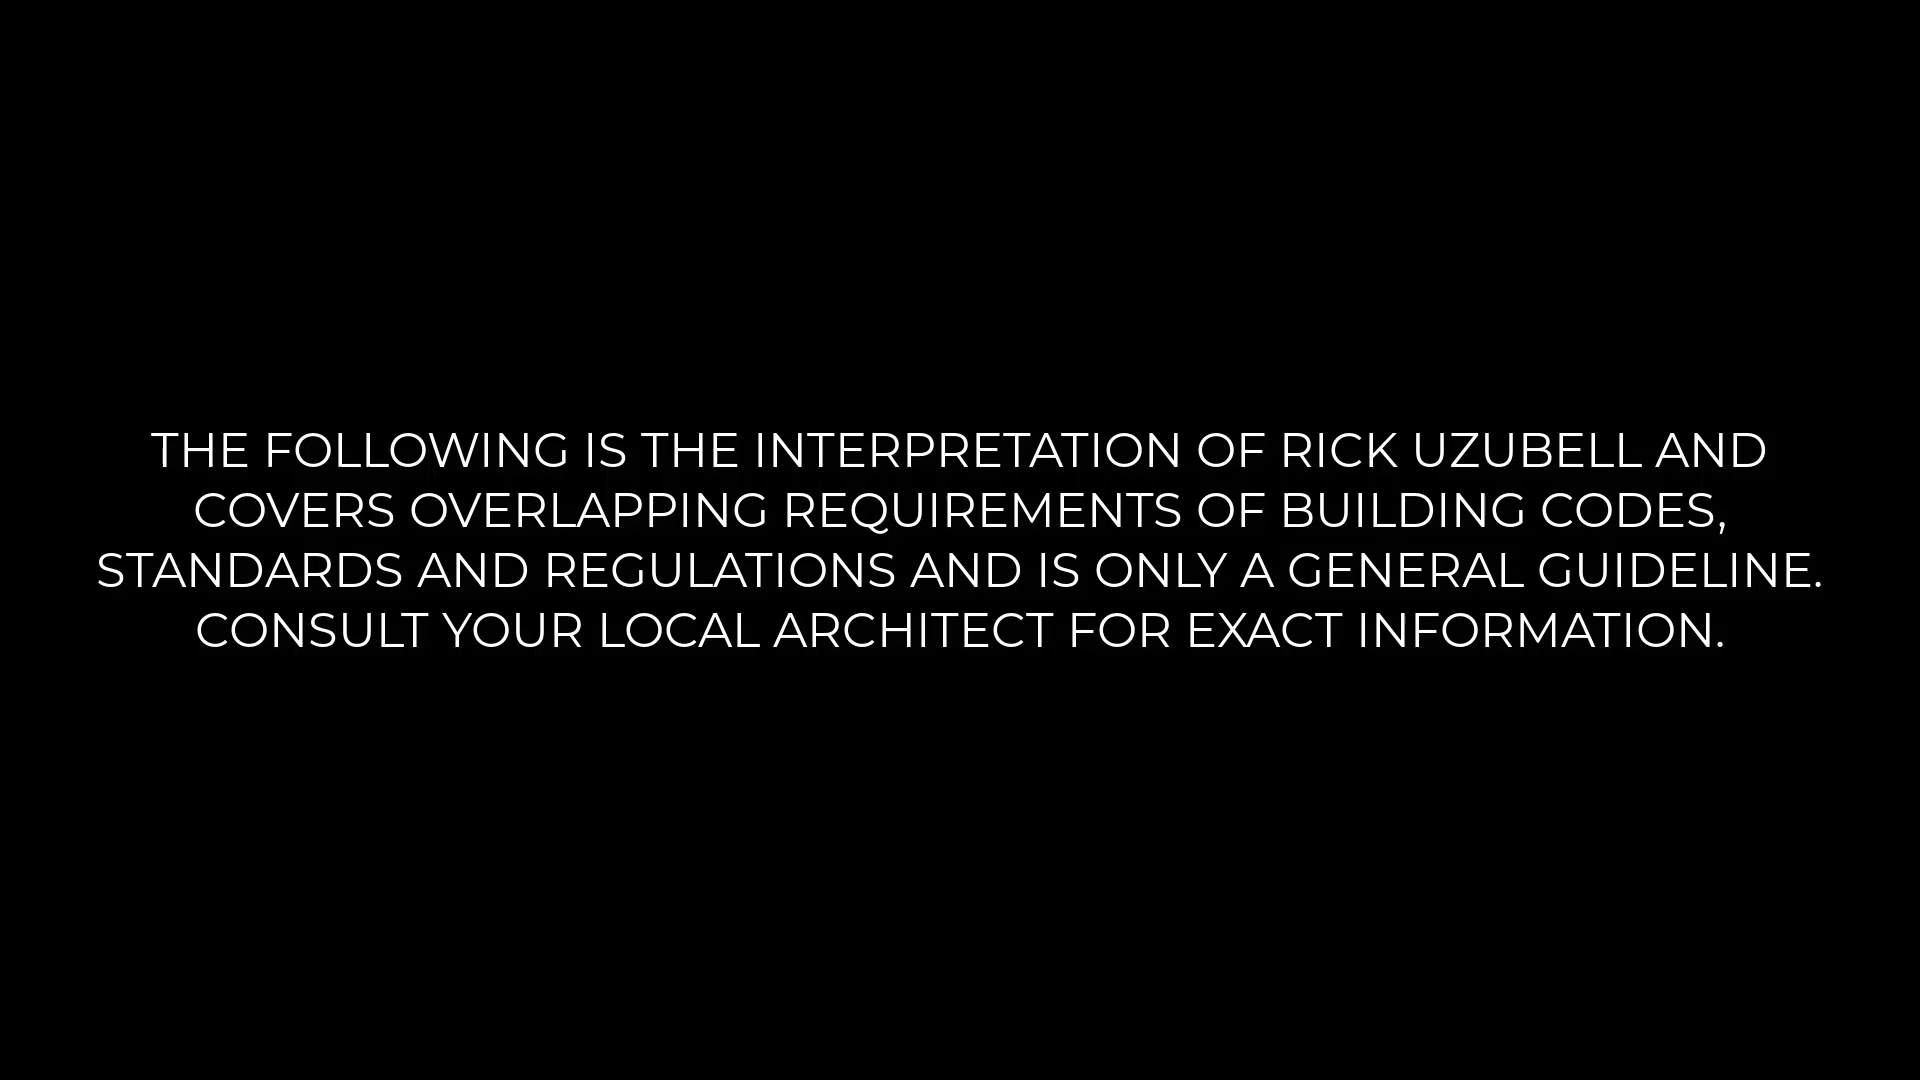 THE FOLLOWING IS THE INTERPRETATION OF RICK UZUBELL AND
COVERS OVERLAPPING REQUIREMENTS OF BUILDING CODES,
STANDARDS AND REGULATIONS AND IS ONLY A GENERAL GUIDELINE.
CONSULT YOUR LOCAL ARCHITECT FOR EXACT INFORMATION.